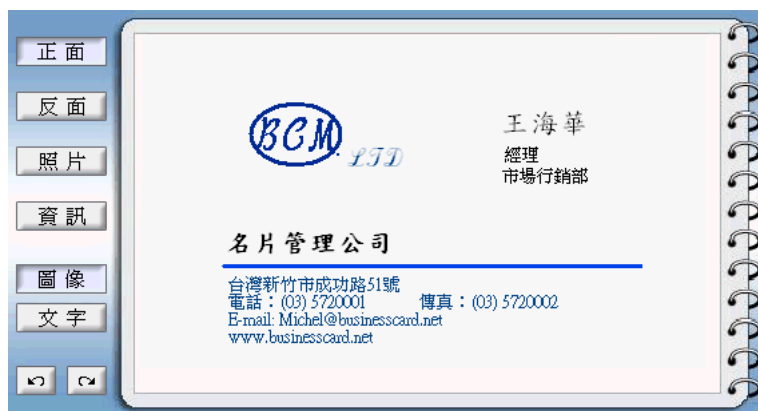 正面
反面
照片
資訊
圖像
文字
BCM.
LTD
王海華
經理
市場行銷部
名片管理公司
台灣新竹市成功路51號
電話：(03) 5720001 傳真：(03) 5720002
E-mail: Michel@businesscard.net
www.businesscard.net